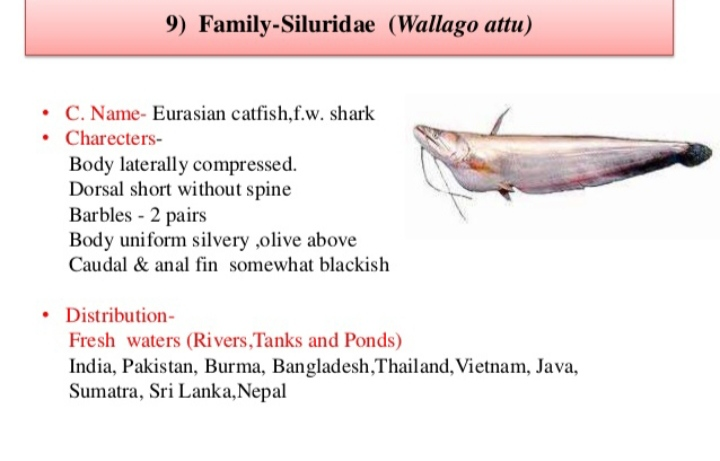 9) Family-Siluridae (Wallago attu)
• C. Name- Eurasian catfish,f.w. shark
• Charecters-
Body laterally compressed.
Dorsal short without spine
Barbles - 2 pairs
Body uniform silvery ,olive above
Caudal & anal fin somewhat blackish
• Distribution-
Fresh waters (Rivers,Tanks and Ponds)
India, Pakistan, Burma, Bangladesh,Thailand,Vietnam, Java,
Sumatra, Sri Lanka,Nepal